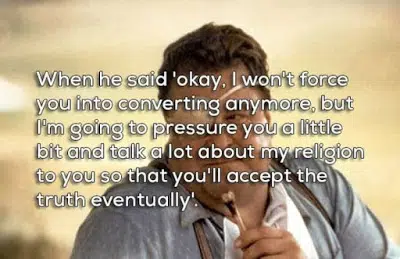 When he said 'okay, I won't force
you into converting anymore, but
I'm going to pressure you a little
bit and talk a lot about my religion
to you so that you'll accept the
truth eventually'.